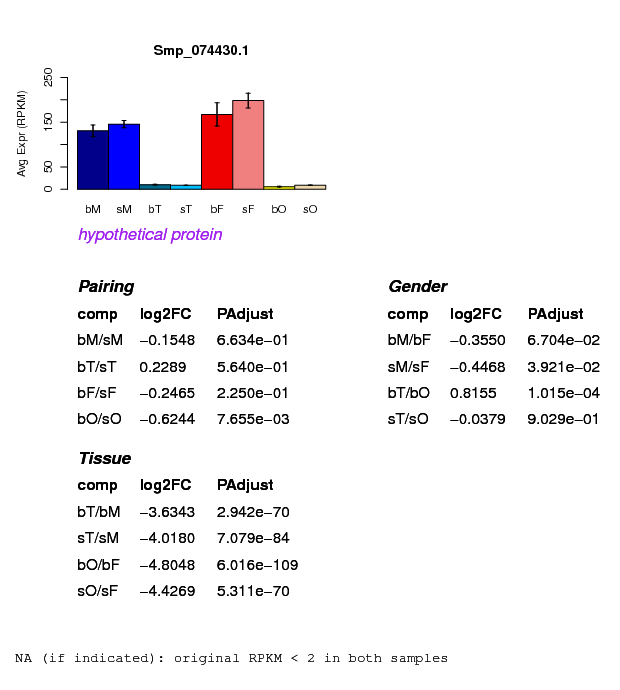 Smp_074430.1
Avg Expr (RPKM)
0 50 150 250
bM sM bT sT bF sF bO sO
hypothetical protein
Pairing
comp log2FC PAdjust
bM/sM −0.1548 6.634e−01
bT/sT 0.2289 5.640e−01
bF/sF −0.2465 2.250e−01
bO/sO −0.6244 7.655e−03
Gender
comp log2FC PAdjust
bM/bF −0.3550 6.704e−02
sM/sF −0.4468 3.921e−02
bT/bO 0.8155 1.015e−04
sT/sO −0.0379 9.029e−01
Tissue
comp log2FC PAdjust
bT/bM −3.6343 2.942e−70
sT/sM −4.0180 7.079e−84
bO/bF −4.8048 6.016e−109
sO/sF −4.4269 5.311e−70
NA (if indicated): original RPKM < 2 in both samples